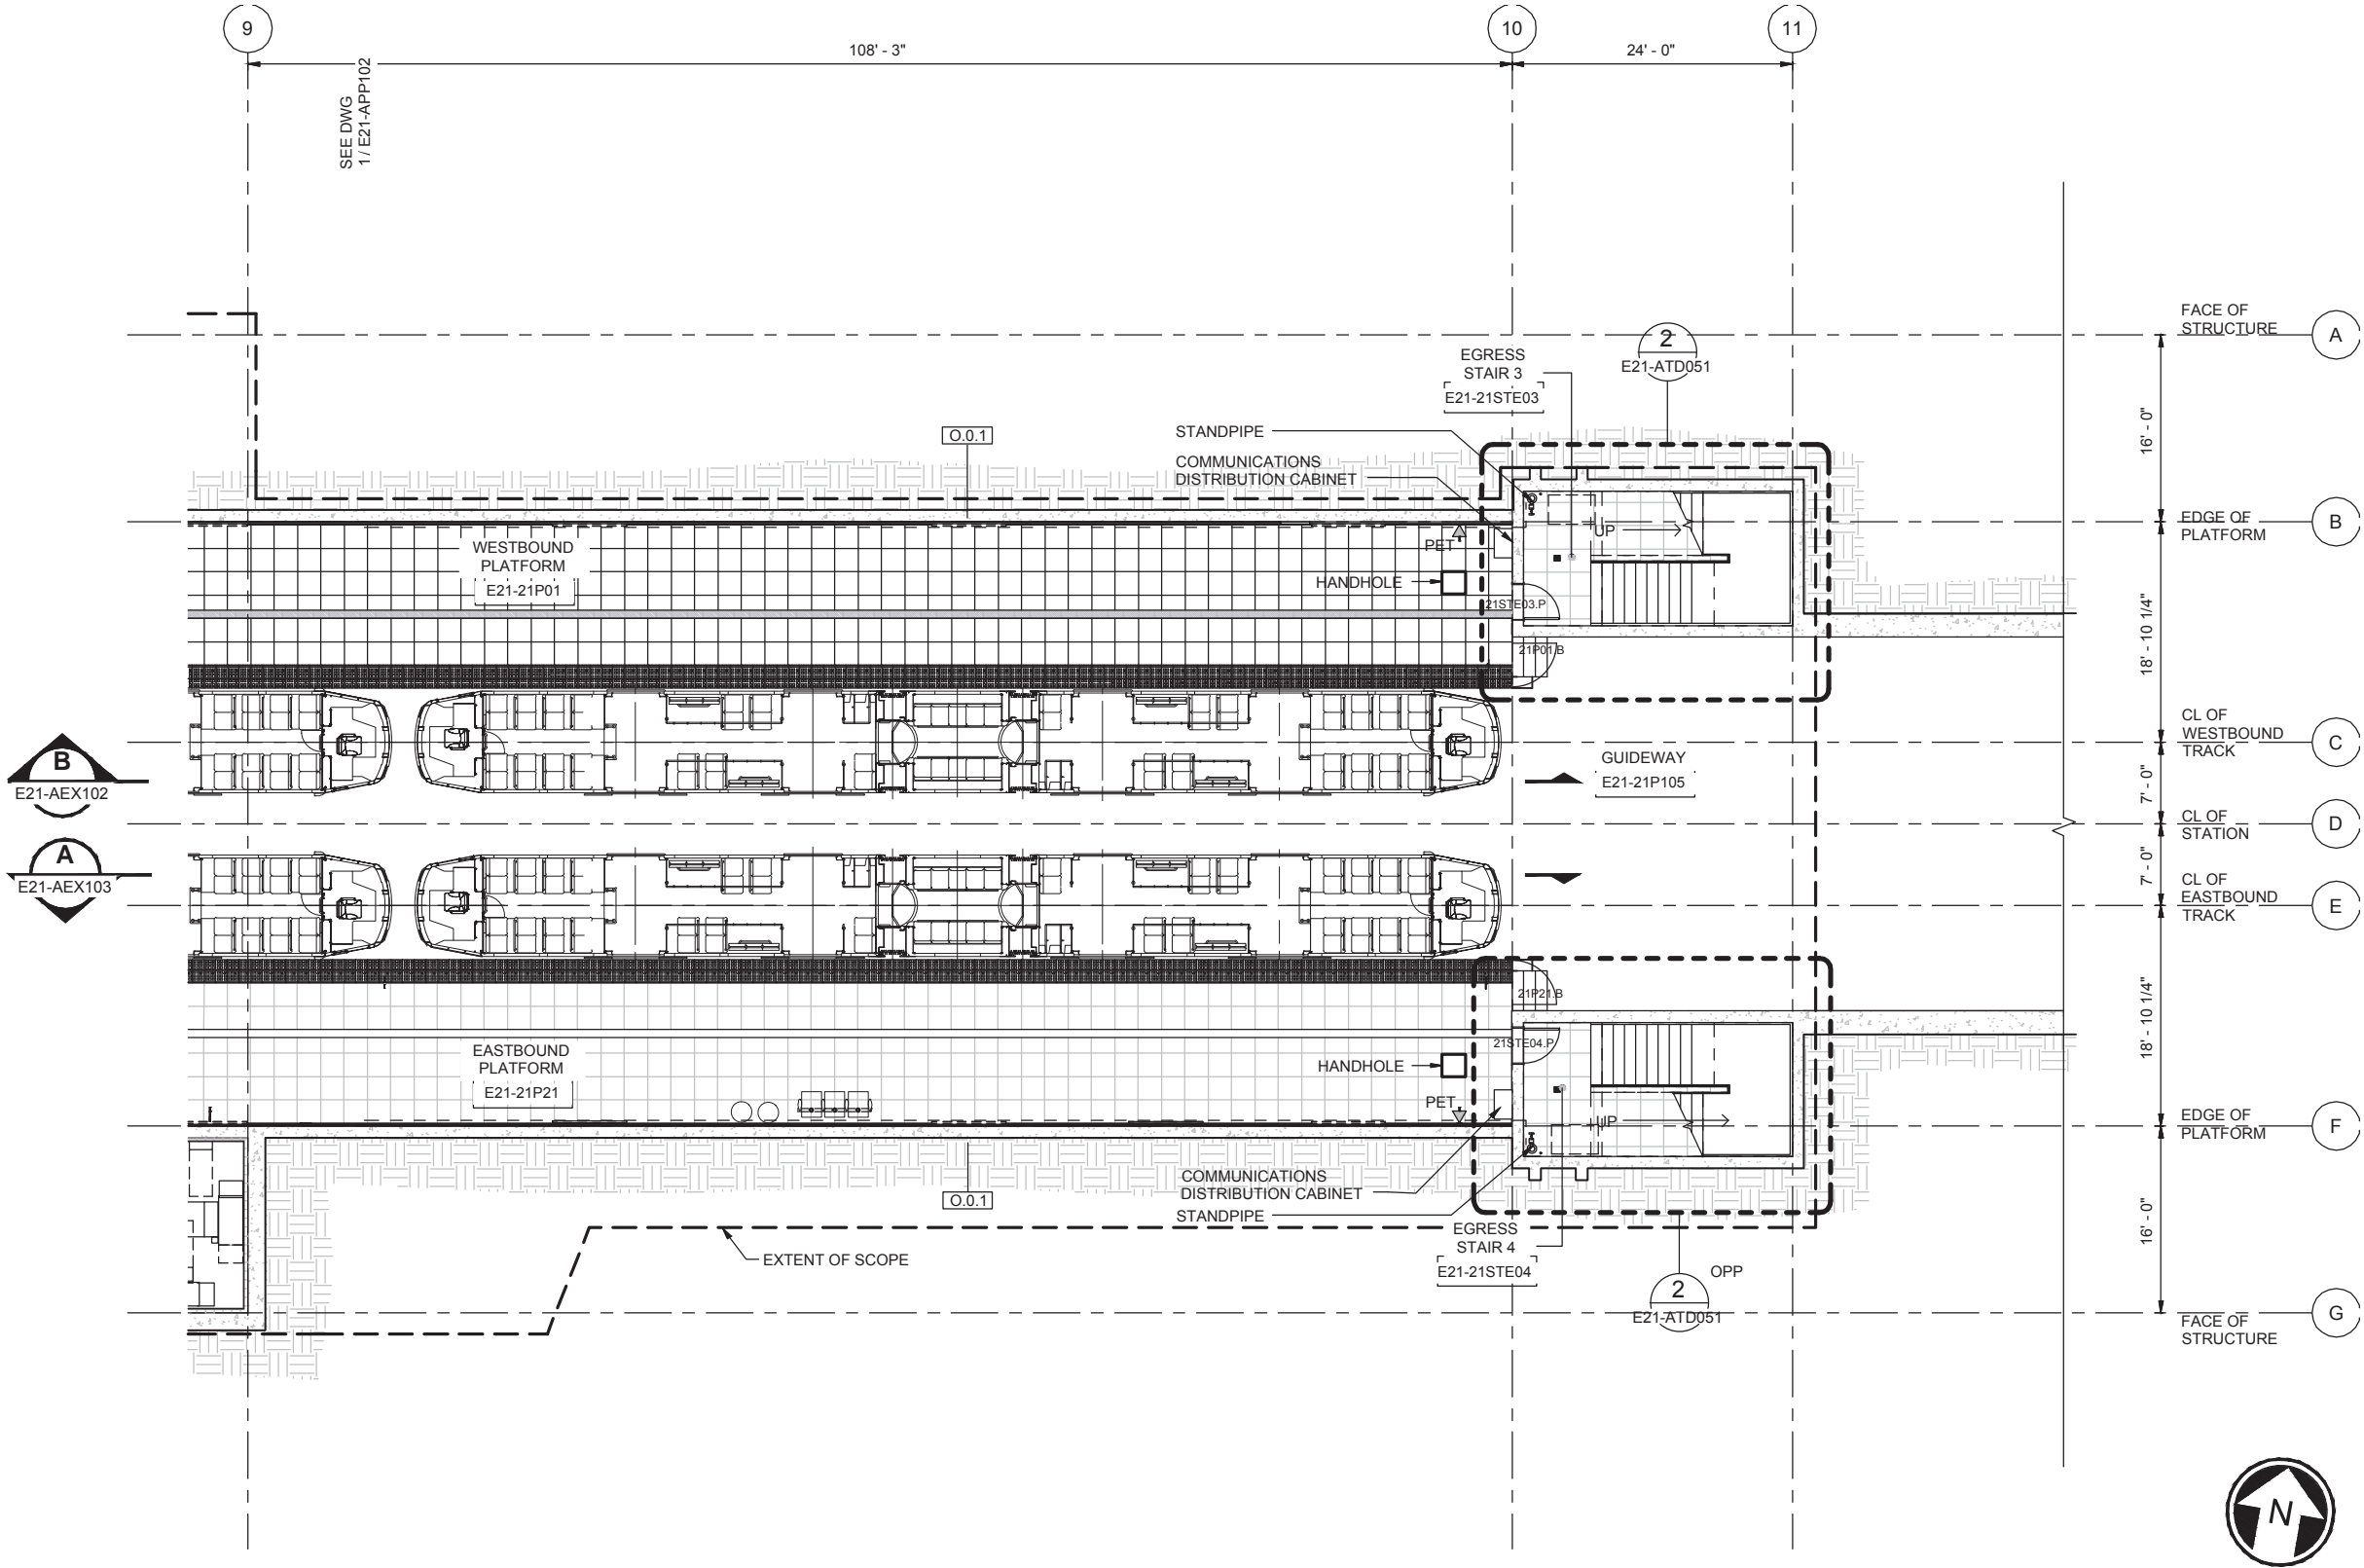 9
10
11
108' - 3"
24' - 0"
SEE DWG
1 / E21-APP102
FACE OF
STRUCTURE
A
2
E21-ATD051
EGRESS
STAIR 3
E21-21STE03
16' - 0"
O.0.1
STANDPIPE
COMMUNICATIONS
DISTRIBUTION CABINET
EDGE OF
PLATFORM
B
UP
PET
WESTBOUND
PLATFORM
E21-21P01
HANDHOLE
21STE03.P
18' - 10 1/4"
21P01.B
CL OF
WESTBOUND
TRACK
C
B
E21-AEX102
GUIDEWAY
E21-21P105
7' - 0"
CL OF
STATION
D
A
E21-AEX103
7' - 0"
CL OF
EASTBOUND
TRACK
E
21P21.B
21STE04.P
18' - 10 1/4"
EASTBOUND
PLATFORM
E21-21P21
HANDHOLE
PET
UP
EDGE OF
PLATFORM
F
COMMUNICATIONS
DISTRIBUTION CABINET
STANDPIPE
O.0.1
16' - 0"
EXTENT OF SCOPE
EGRESS
STAIR 4
E21-21STE04
OPP
2
E21-ATD051
G
FACE OF
STRUCTURE
N